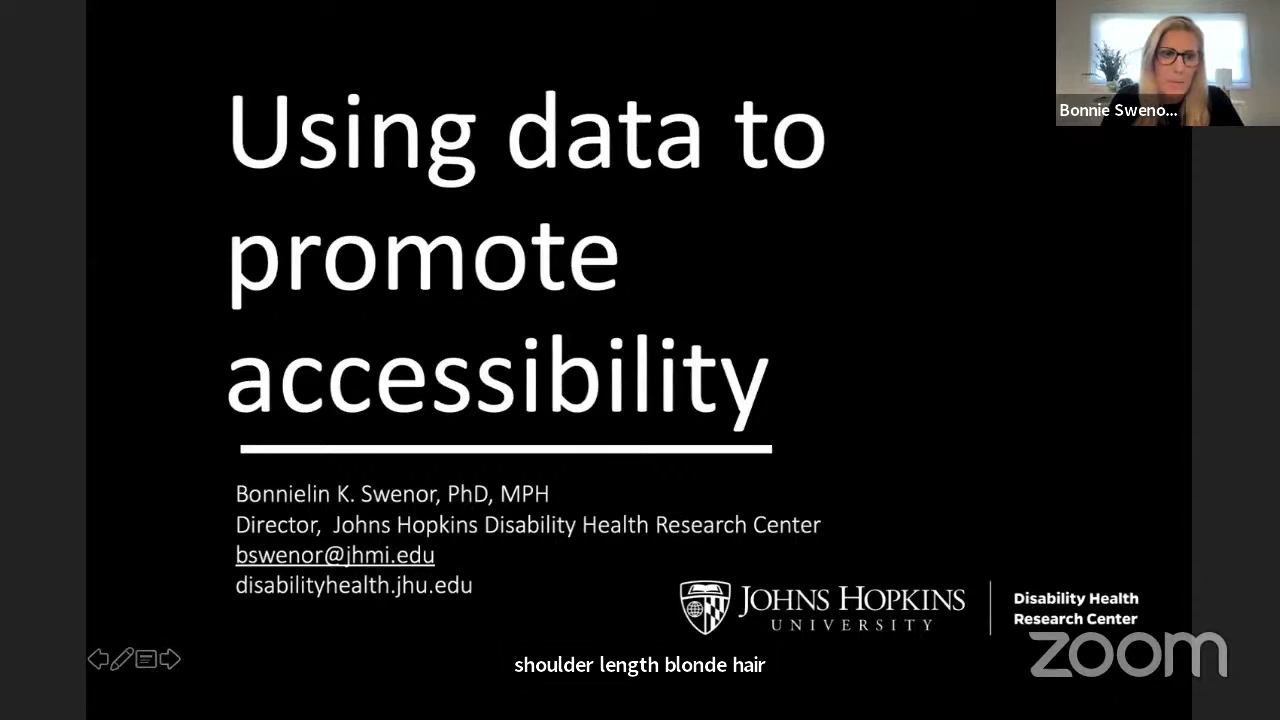 Using data to
promote
accessibility
Bonnielin K. Swenor, PhD, MPH
Director, Johns Hopkins Disability Health Research Center
bswenor@jhmi.edu
disabilityhealth.jhu.edu
JOHNS HOPKINS
UNIVERSITY
Disability Health
Research Center
zoom
shoulder length blonde hair
Bonnie Sweno...